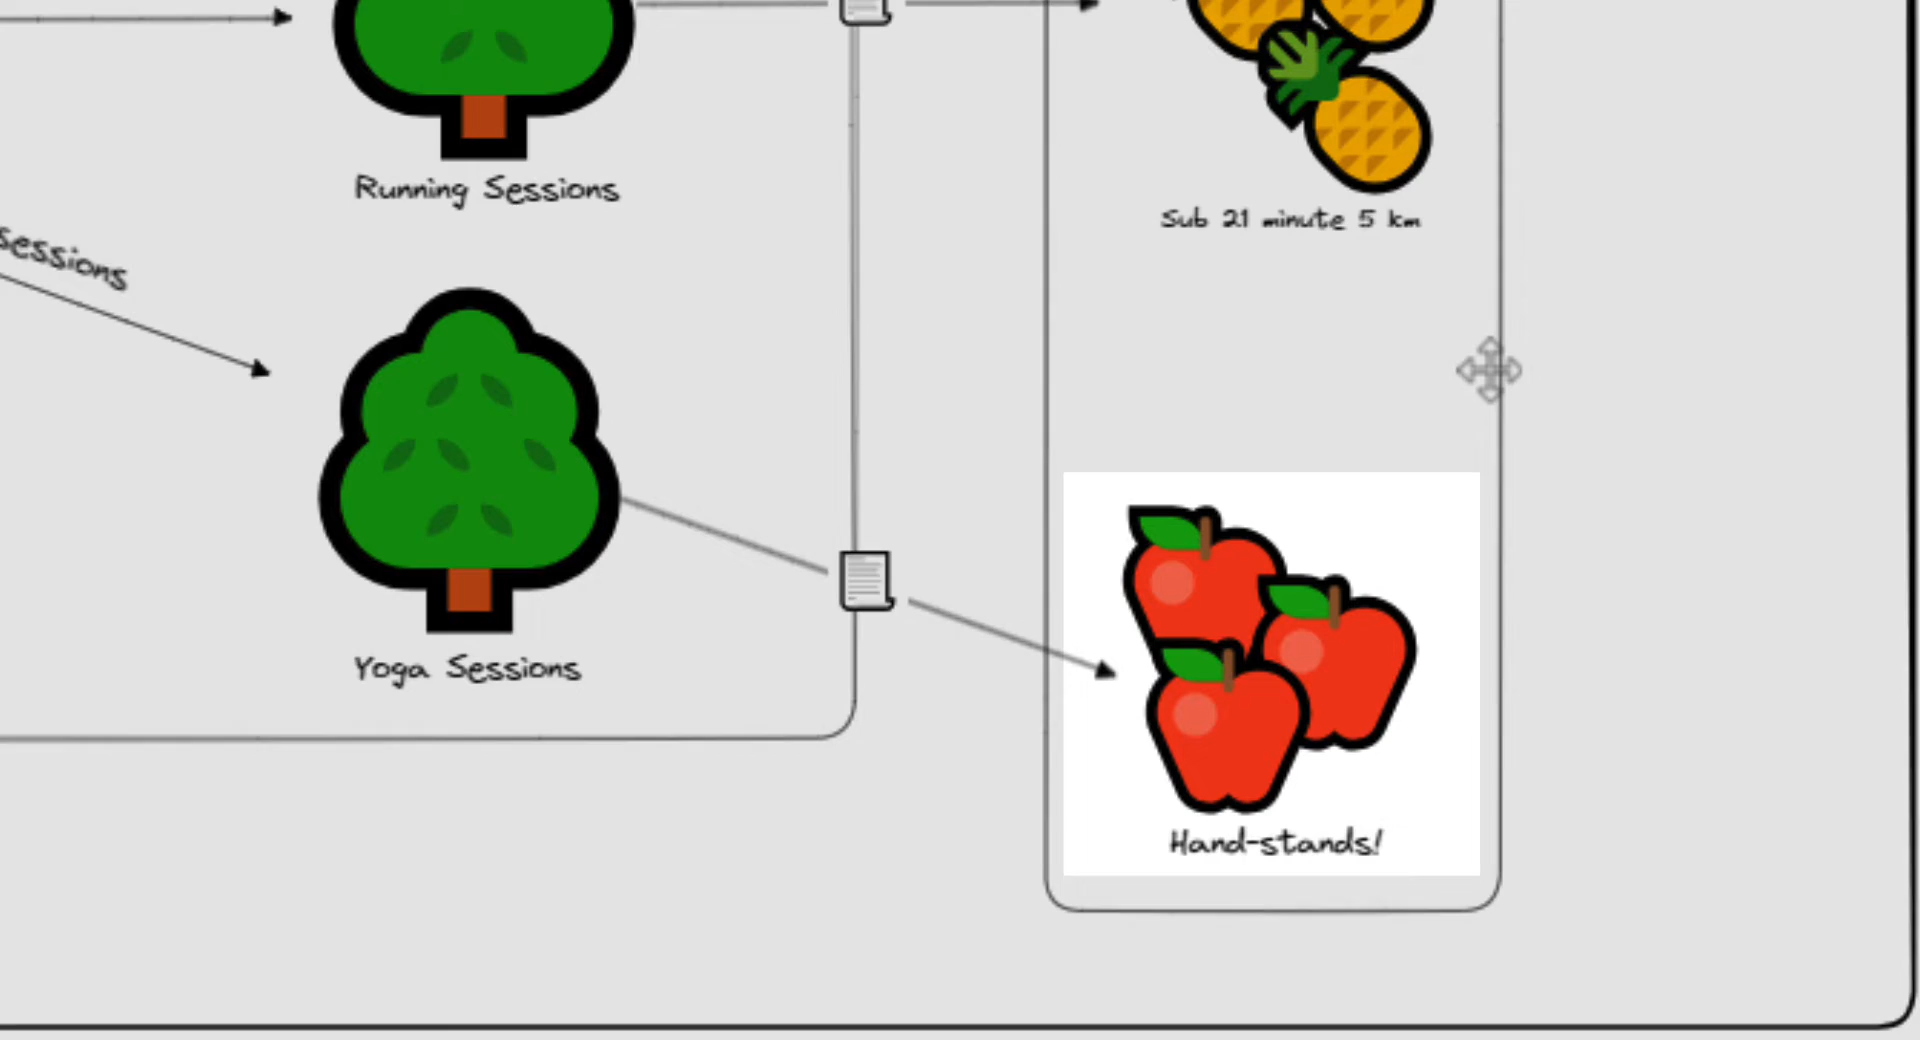 Running Sessions
Sub 21 minute 5 km
sessions
Yoga Sessions
Hand-stands!